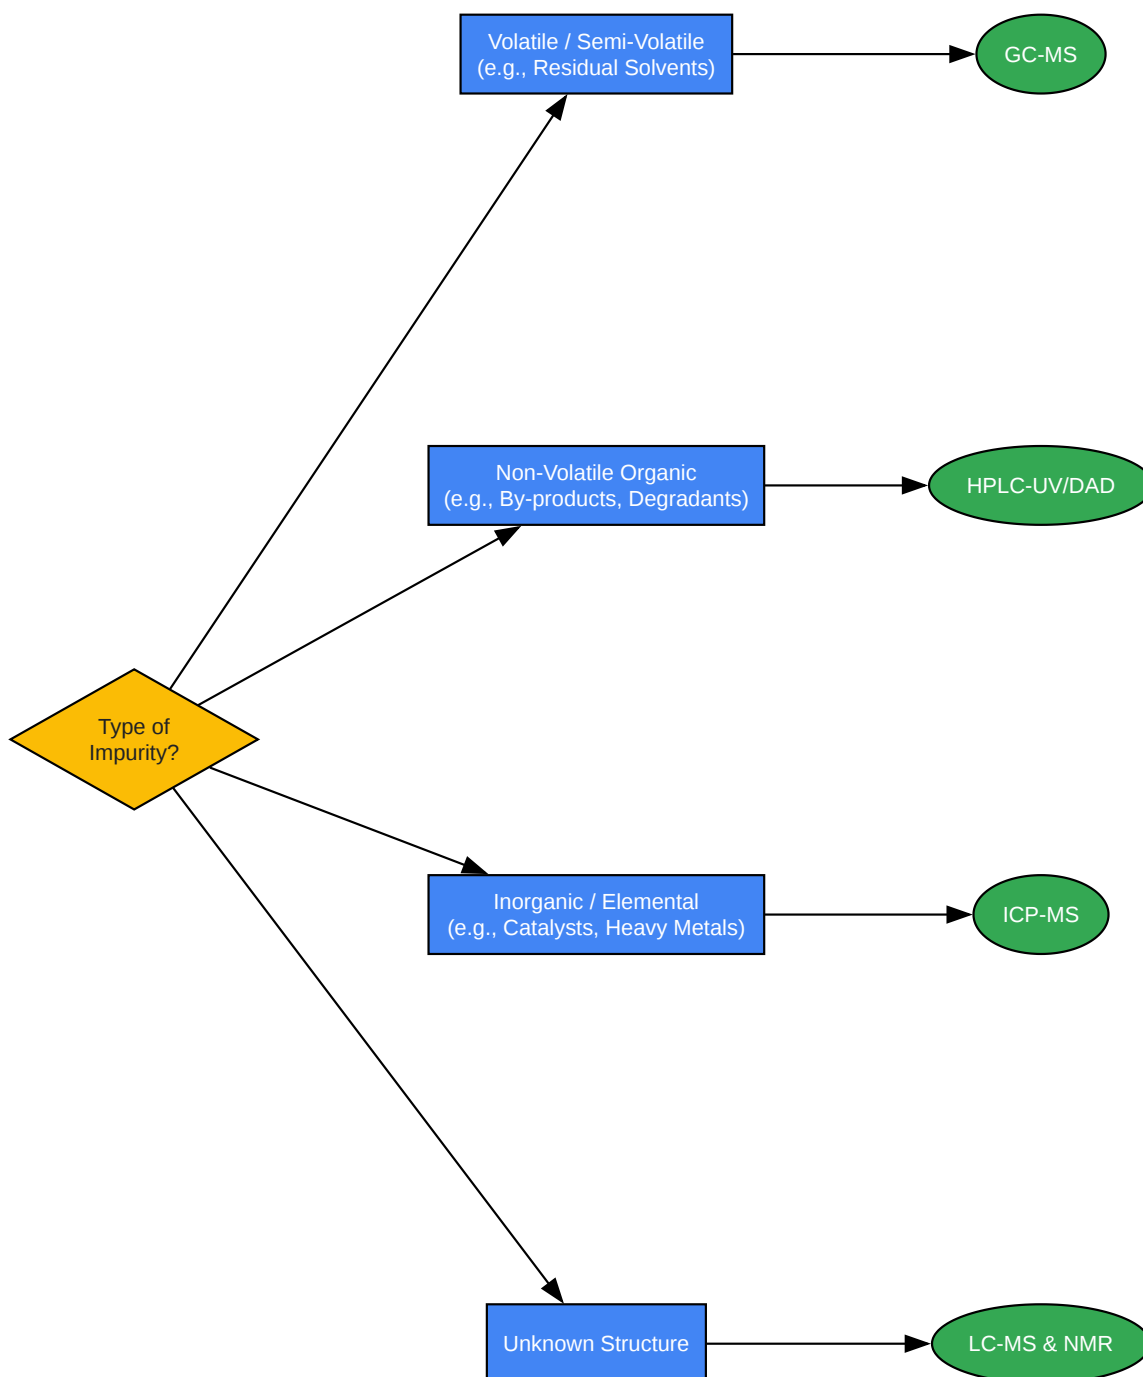 Volatile / Semi-Volatile
(e.g., Residual Solvents)
GC-MS
Non-Volatile Organic
(e.g., By-products, Degradants)
HPLC-UV/DAD
Type of
Impurity?
Inorganic / Elemental
(e.g., Catalysts, Heavy Metals)
ICP-MS
Unknown Structure
LC-MS & NMR